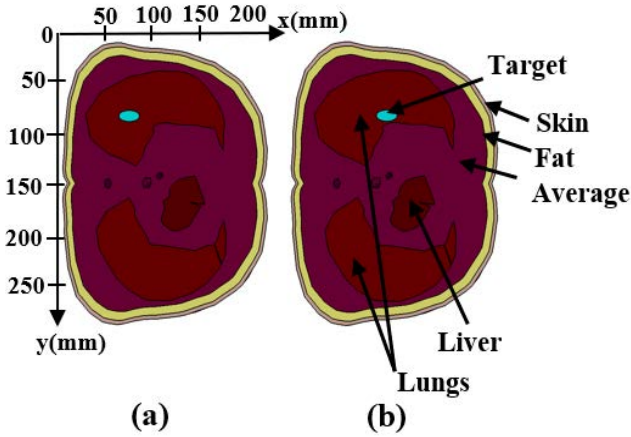 50 100 150 200 x(mm)
0
50
100
150
200
250
y(mm)
Target
Skin
Fat
Average
Liver
Lungs
(a) (b)